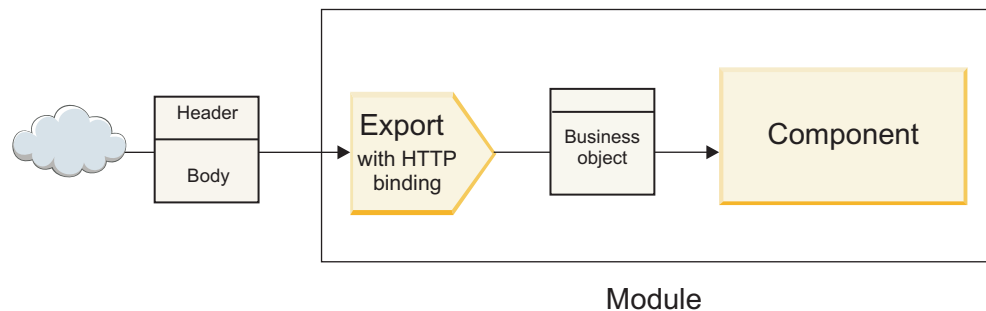 Header
Body
Export
with HTTP
binding
Business
object
Component
Module